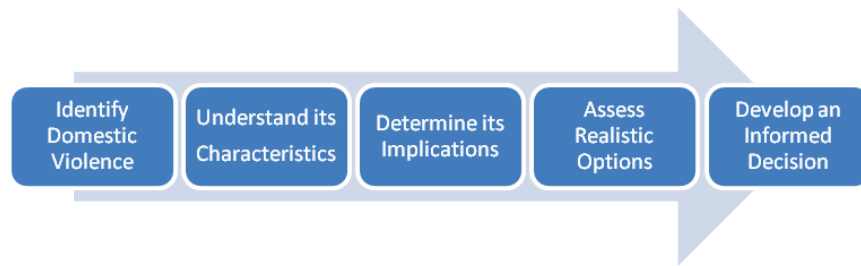 Identify
Domestic
Violence
Understand its
Characteristics
Determine its
Implications
Assess
Realistic
Options
Develop an
Informed
Decision